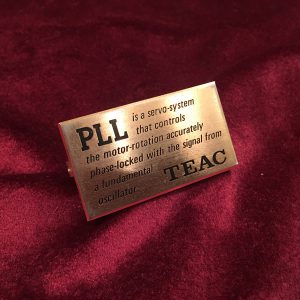 PLL is a servo-system
that controls
the motor-rotation accurately
phase-locked with the signal from
a fundamental TEAC
oscillator.